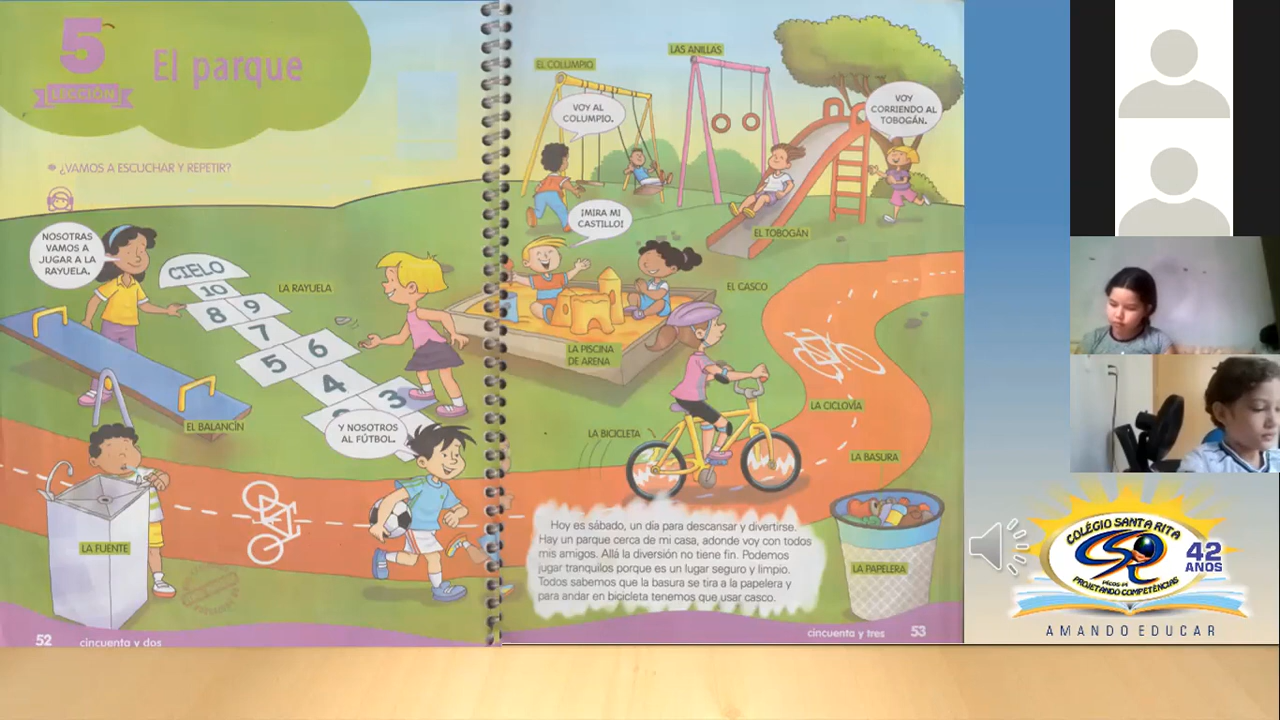 5
LECCIÓN
El parque
¿VAMOS A ESCUCHAR Y REPETIR?
NOSOTRAS
VAMOS A
JUGAR A LA
RAYUELA.
CIELO
10
9
8
7
6
5
4
3
LA RAYUELA
EL BALANCÍN
Y NOSOTROS
AL FÚTBOL.
LA FUENTE
52 cincuenta y dos
EL COLUMPIO
LAS ANILLAS
VOY AL
COLUMPIO.
VOY
CORRIENDO AL
TOBOGÁN.
¡MIRA MI
CASTILLO!
EL TOBOGÁN
EL CASCO
LA PISCINA
DE ARENA
LA CICLOVÍA
LA BICICLETA
LA BASURA
LA PAPELERA
Hoy es sábado, un día para descansar y divertirse.
Hay un parque cerca de mi casa, adonde voy con todos
mis amigos. Allá la diversión no tiene fin. Podemos
jugar tranquilos porque es un lugar seguro y limpio.
Todos sabemos que la basura se tira a la papelera y
para andar en bicicleta tenemos que usar casco.
cincuenta y tres 53
COLÉGIO SANTA RITA
42
ANOS
PROJETANDO COMPETÊNCIAS
AMANDO EDUCAR